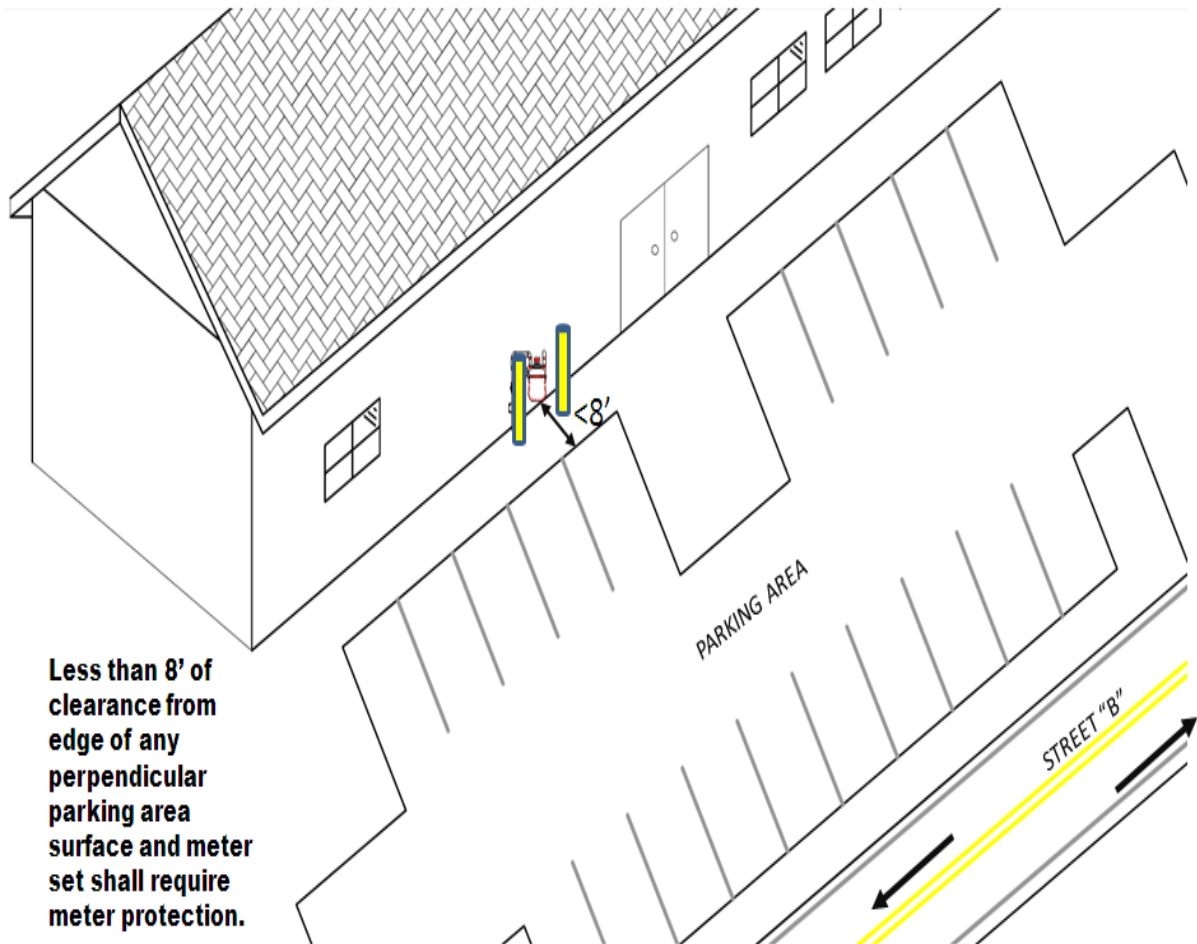 <8’
PARKING AREA
STREET “B”
Less than 8’ of
clearance from
edge of any
perpendicular
parking area
surface and meter
set shall require
meter protection.